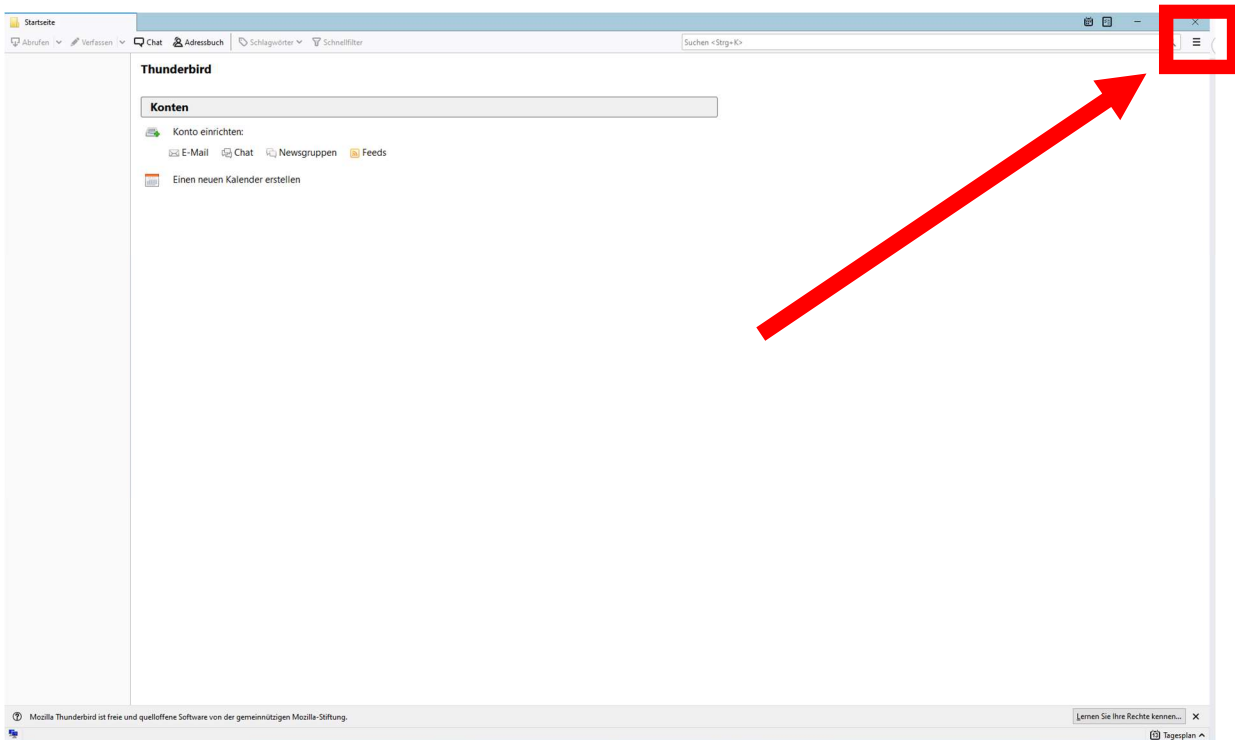 Startseite
Abrufen Verfassen Chat Adressbuch Schlagwörter Schnellfilter Suchen <Strg+K>
Thunderbird
Konten
Konto einrichten:
E-Mail Chat Newsgruppen Feeds
Einen neuen Kalender erstellen
Mozilla Thunderbird ist freie und quelloffene Software von der gemeinnützigen Mozilla-Stiftung. Lernen Sie Ihre Rechte kennen...
Tagesplan